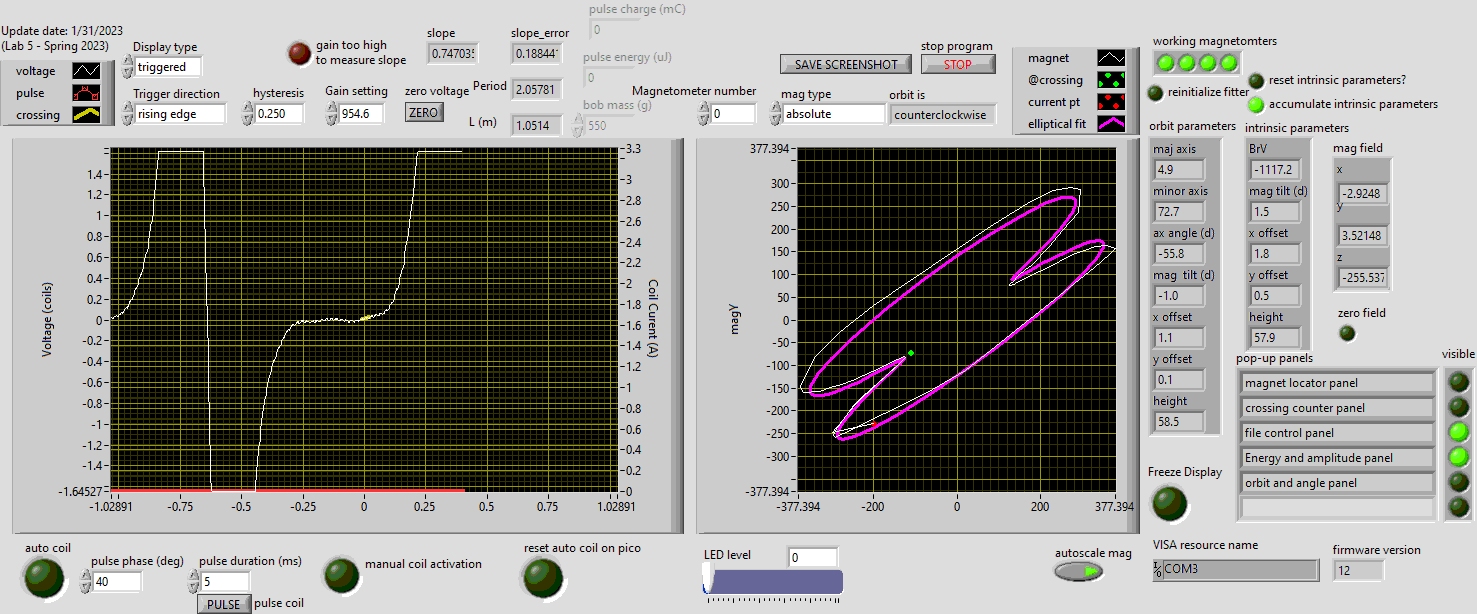 Update date: 1/31/2023
(Lab 5 - Spring 2023)
voltage
pulse
crossing
Display type
triggered
Trigger direction
rising edge
gain too high
to measure slope
hysteresis
0.250
Gain setting
954.6
zero voltage
ZERO
slope
0.74703
slope_error
0.18844
Period
2.05781
L (m)
1.0514
pulse charge (mC)
0
pulse energy (uJ)
0
bob mass (g)
550
Magnetometer number
0
SAVE SCREENSHOT
stop program
STOP
mag type
absolute
orbit is
counterclockwise
magnet
@crossing
current pt
elliptical fit
working magnetomters
reset intrinsic parameters?
reinitialize fitter
accumulate intrinsic parameters
orbit parameters
maj axis
4.9
minor axis
72.7
ax angle (d)
-55.8
mag tilt (d)
-1.0
x offset
1.1
y offset
0.1
height
58.5
intrinsic parameters
BrV
-1117.2
mag tilt (d)
1.5
x offset
1.8
y offset
0.5
height
57.9
mag field
x
-2.9248
y
3.52148
z
-255.537
zero field
Voltage (coils)
1.4
1.2
1
0.8
0.6
0.4
0.2
0
-0.2
-0.4
-0.6
-0.8
-1
-1.2
-1.4
-1.64527
-1.02891
-0.75
-0.5
-0.25
0
0.25
0.5
0.75
1.02891
3.3
3.2
3
2.8
2.6
2.4
2.2
2
1.8
1.6
1.4
1.2
1
0.8
0.6
0.4
0.2
0
Coil Curent (A)
magy
377.394
300
250
200
150
100
50
0
-50
-100
-150
-200
-250
-300
-377.394
-377.394
-200
0
200
377.394
pop-up panels
visible
magnet locator panel
crossing counter panel
file control panel
Energy and amplitude panel
orbit and angle panel
Freeze Display
auto coil
pulse phase (deg)
40
pulse duration (ms)
5
PULSE
pulse coil
manual coil activation
reset auto coil on pico
LED level
0
autoscale mag
VISA resource name
COM3
firmware version
12